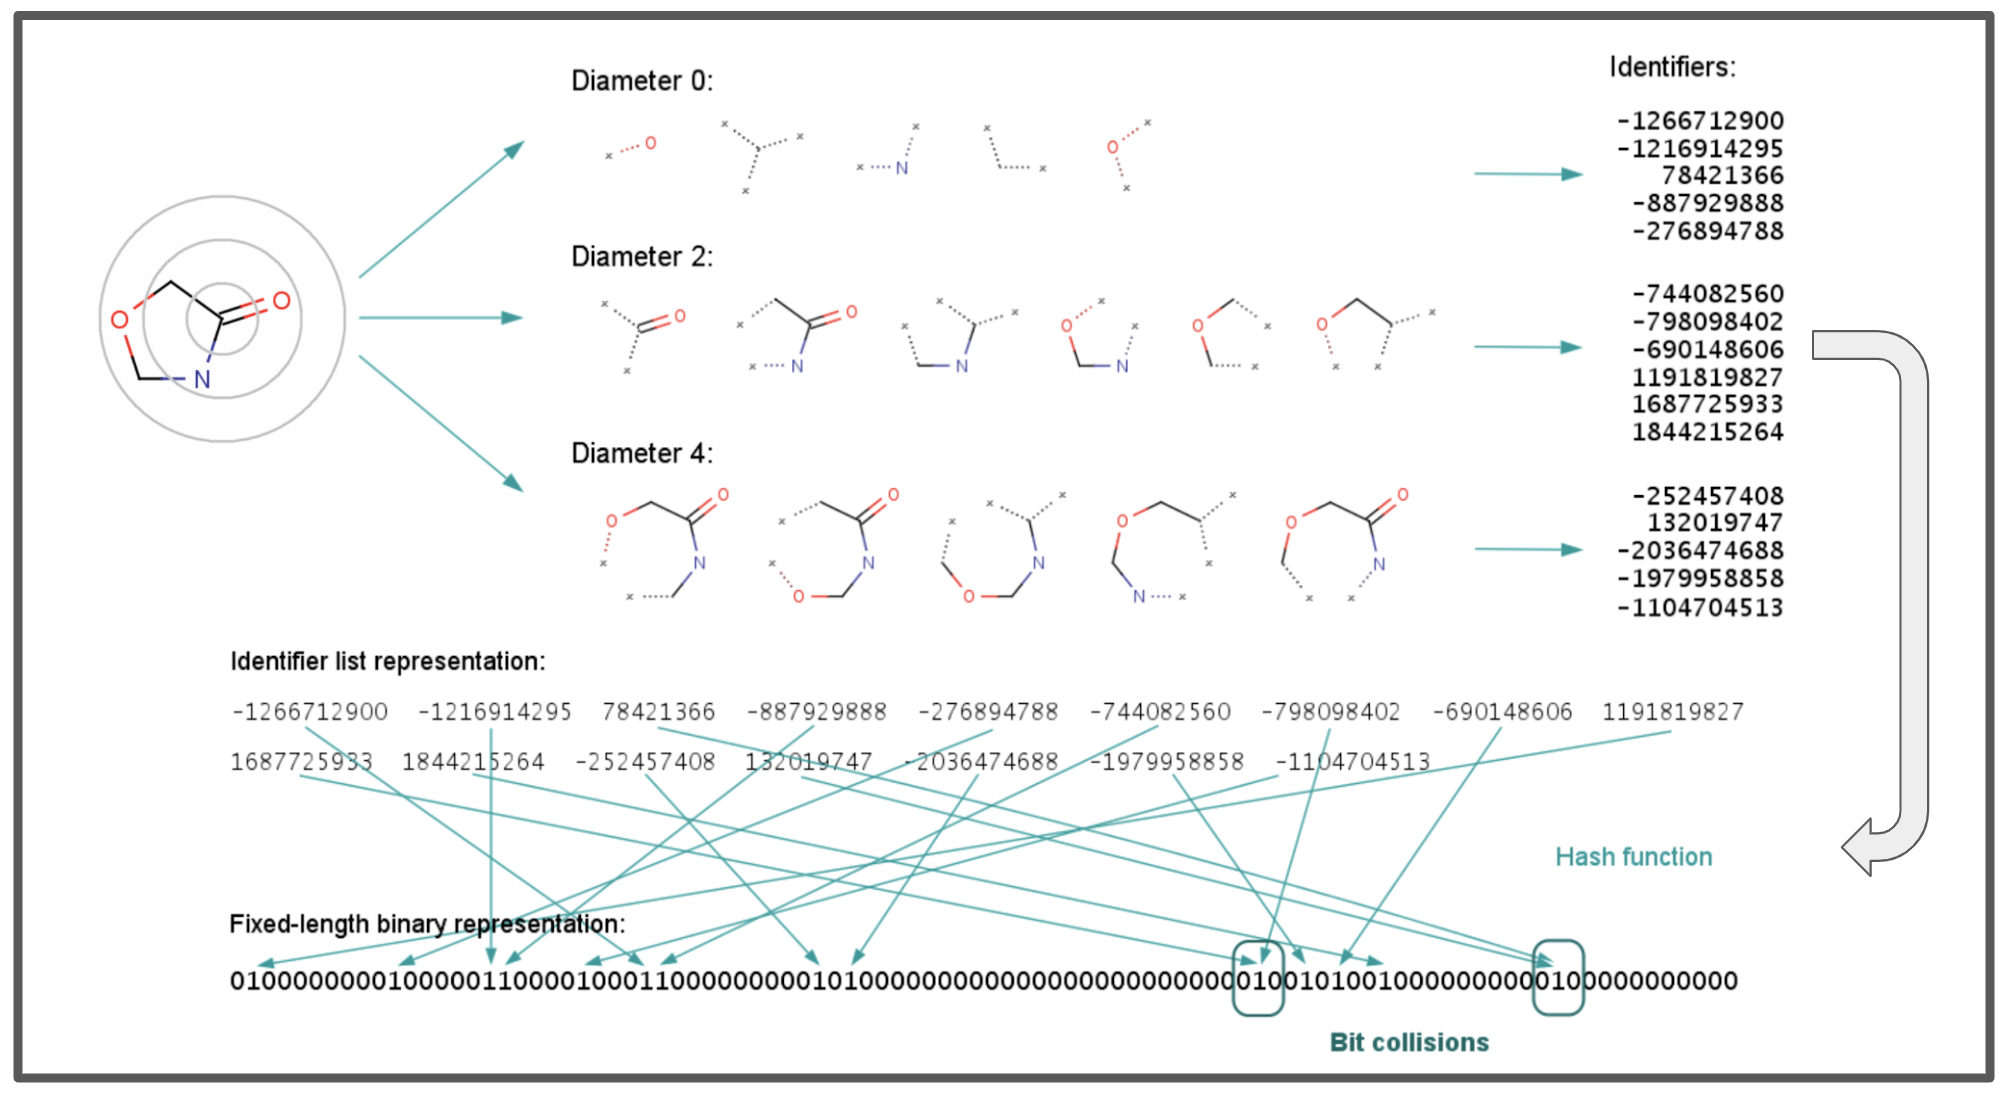 Diameter 0:
Identifiers:
x O x x x x N x x x O x x
-1266712900
-1216914295
78421366
-887929888
-276894788
Diameter 2:
O O N
x x O x x O x N x x x x N O x x x N O x x O x x x
-744082560
-798098402
-690148606
1191819827
1687725933
1844215264
Diameter 4:
O x O N x x x O N x O x x x N O O x x N x O O N x x
-252457408
132019747
-2036474688
-1979958858
-1104704513
Identifier list representation:
-1266712900 -1216914295 78421366 -887929888 -276894788 -744082560 -798098402 -690148606 1191819827
1687725933 1844215264 -252457408 132019747 -2036474688 -1979958858 -1104704513
Hash function
Fixed-length binary representation:
010000000010000011000010001100000000010100000000000000000000000001001010010000000000100000000000
Bit collisions